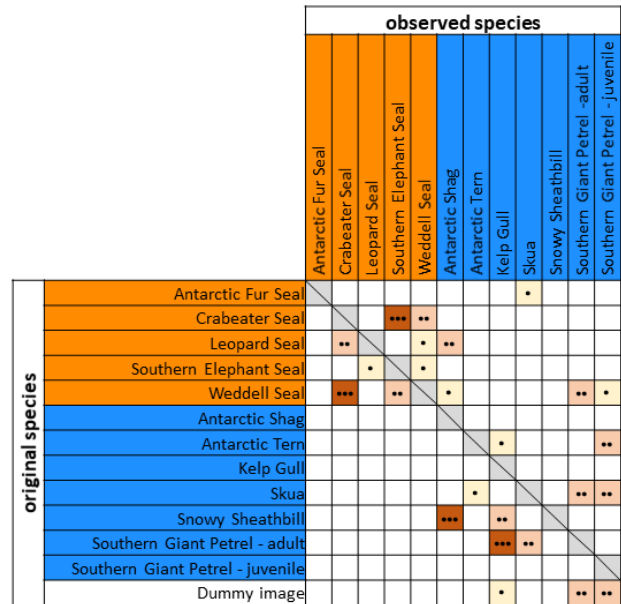 observed species
Antarctic Fur Seal
Crabeater Seal
Leopard Seal
Southern Elephant Seal
Weddell Seal
Antarctic Shag
Antarctic Tern
Kelp Gull
Skua
Snowy Sheathbill
Southern Giant Petrel -adult
Southern Giant Petrel - juvenile
original species
Antarctic Fur Seal •
Crabeater Seal ••• ••
Leopard Seal •• • ••
Southern Elephant Seal • •
Weddell Seal ••• •• • •• •
Antarctic Shag
Antarctic Tern • ••
Kelp Gull
Skua • •• ••
Snowy Sheathbill ••• ••
Southern Giant Petrel - adult ••• ••
Southern Giant Petrel - juvenile
Dummy image • •• ••